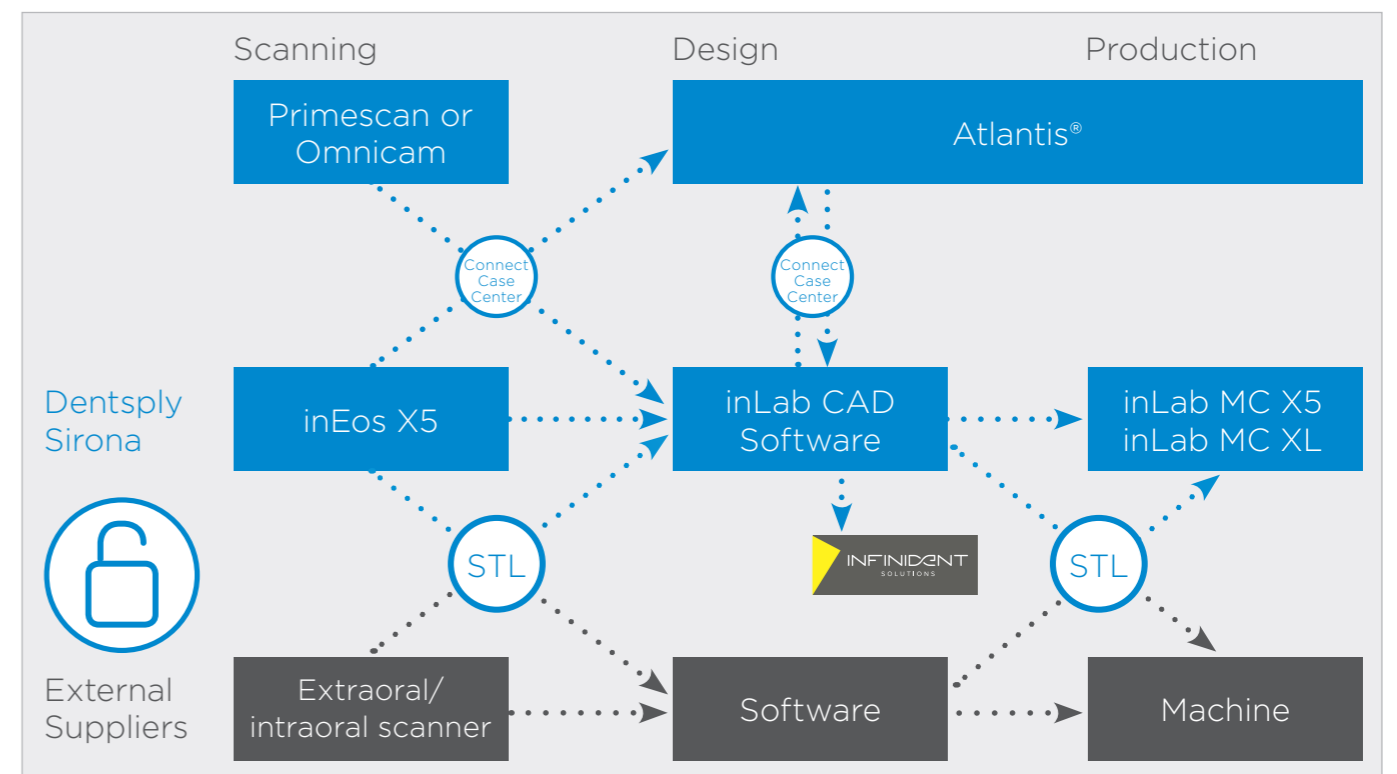 Scanning
Design
Production
Primescan or
Omnicam
Atlantis®
Connect
Case
Center
Connect
Case
Center
Dentsply
Sirona
inEos X5
inLab CAD
Software
inLab MC X5
inLab MC XL
STL
INFINIDENT
SOLUTIONS
STL
External
Suppliers
Extraoral/
intraoral scanner
Software
Machine